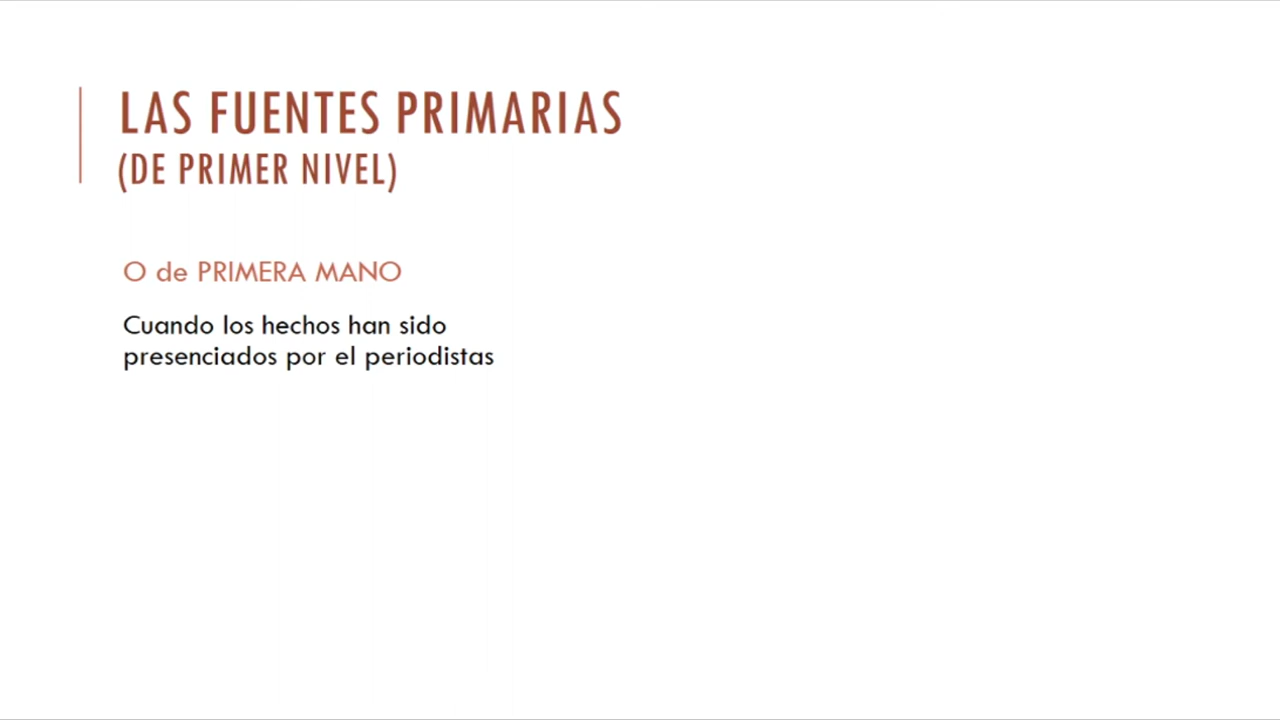 LAS FUENTES PRIMARIAS
(DE PRIMER NIVEL)
O de PRIMERA MANO
Cuando los hechos han sido
presenciados por el periodistas